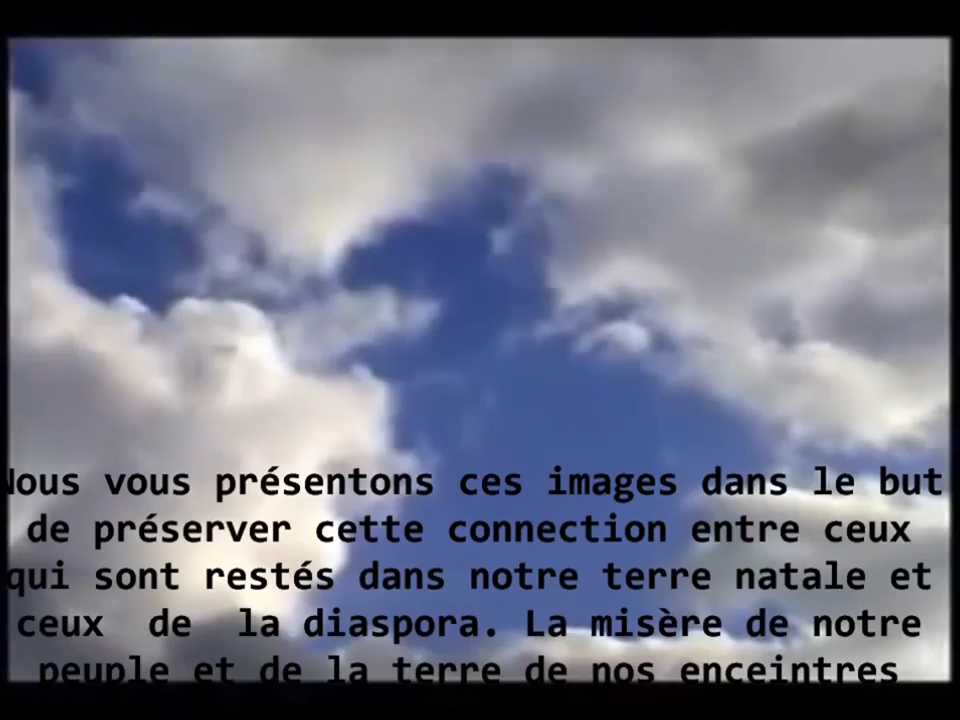 Nous vous présentons ces images dans le but
de préserver cette connection entre ceux
qui sont restés dans notre terre natale et
ceux de la diaspora. La misère de notre
peuple et de la terre de nos enceintres